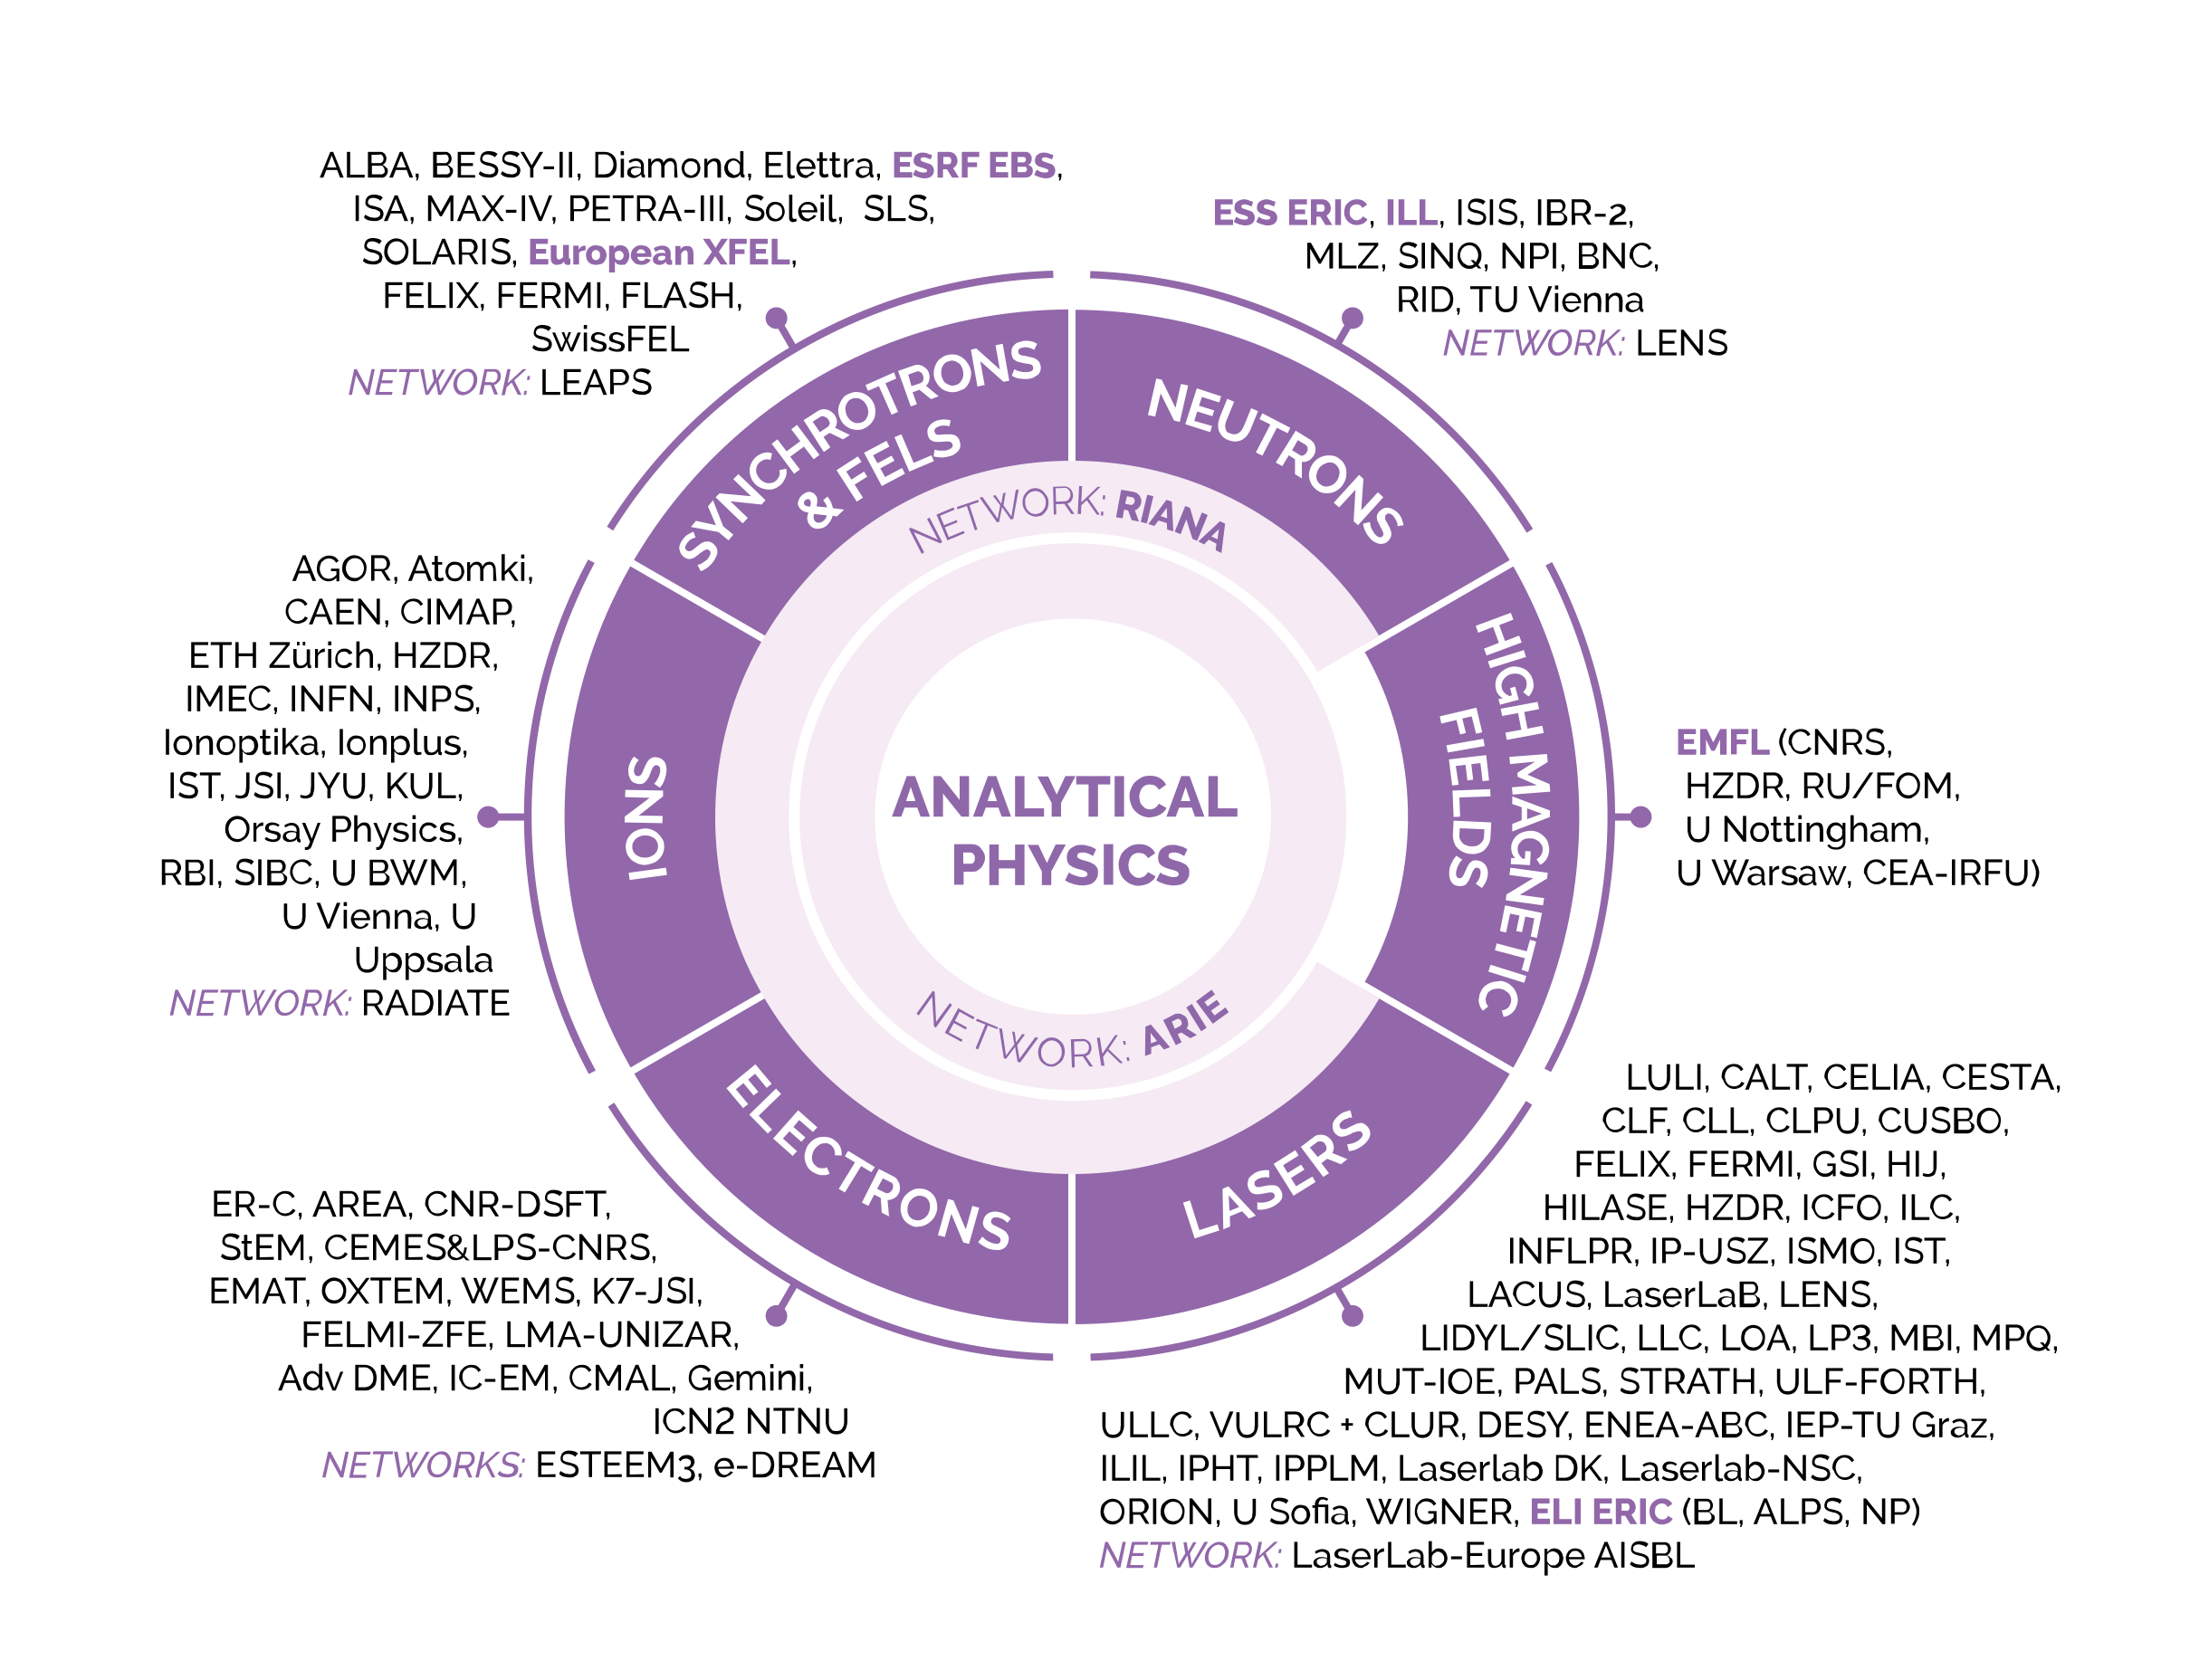 ALBA, BESSY-II, Diamond, Elettra, ESRF EBS,
ISA, MAX-IV, PETRA-III, Soleil, SLS,
SOLARIS, European XFEL,
FELIX, FERMI, FLASH,
SwissFEL
NETWORK: LEAPS
ESS ERIC, ILL, ISIS, IBR-2,
MLZ, SINQ, NPI, BNC,
RID, TU Vienna
NETWORK: LENS
SYNCHROTRONS
& FELS
NEUTRONS
HIGH MAGNETIC
FIELDS
LASERS
ELECTRONS
IONS
NETWORK: RIANA
ANALYTICAL
PHYSICS
NETWORK: ARIE
AGOR, Atomki,
CAEN, CIMAP,
ETH Zürich, HZDR,
IMEC, INFN, INPS,
Ionoptika, Ionplus,
IST, JSI, JYU, KUL,
Orsay Physics,
RBI, SIBC, U BWM,
U Vienna, U
Uppsala
NETWORK: RADIATE
EMFL (CNRS,
HZDR, RU/FOM,
U Nottingham,
U Warsaw, CEA-IRFU)
ER-C, AREA, CNR-DSFT,
StEM, CEMES&LPS-CNRS,
EMAT, OXTEM, WEMS, K7-JSI,
FELMI-ZFE, LMA-UNIZAR,
Adv DME, IC-EM, CMAL, Gemini,
ICN2 NTNU
NETWORKS: ESTEEM3, e-DREAM
LULI, CALT, CELIA, CESTA,
CLF, CLL, CLPU, CUSBO,
FELIX, FERMI, GSI, HIJ,
HILASE, HZDR, ICFO, ILC,
INFLPR, IP-USZ, ISMO, IST,
LACUS, LaserLaB, LENS,
LIDYL/SLIC, LLC, LOA, LP3, MBI, MPQ,
MUT-IOE, PALS, STRATH, ULF-FORTH,
ULLC, VULRC + CLUR, DESY, ENEA-ABC, IEP-TU Graz,
ILIL, IPHT, IPPLM, Laserlab DK, Laserlab-NSC,
ORION, U Sofia, WIGNER, ELI ERIC (BL, ALPS, NP)
NETWORK: LaserLab-Europe AISBL